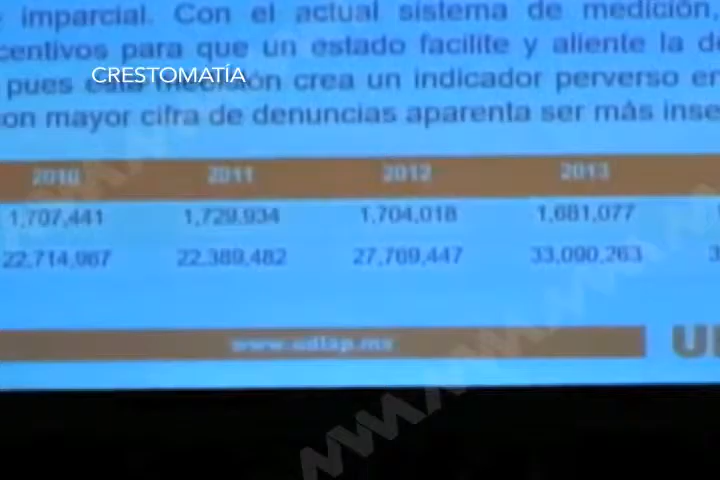 imparcial. Con el actual sistema de medición,
centivos para que un estado facilite y aliente la
pues esta medición crea un indicador perverso en
CRESTOMATÍA
on mayor cifra de denuncias aparenta ser más inse
2010 2011 2012 2013
1,707,441 1,729,934 1,704,018 1,681,077
22,714,967 22,389,482 27,769,447 33,090,263
www.udlap.mx